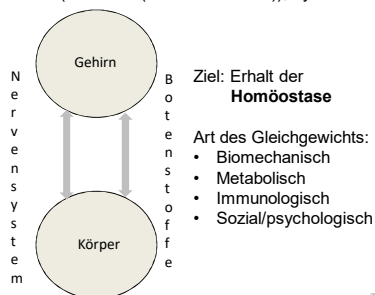 Gehirn
Nervensystem
Botenstoffe
Körper
Ziel: Erhalt der
Homöostase
Art des Gleichgewichts:
• Biomechanisch
• Metabolisch
• Immunologisch
• Sozial/psychologisch